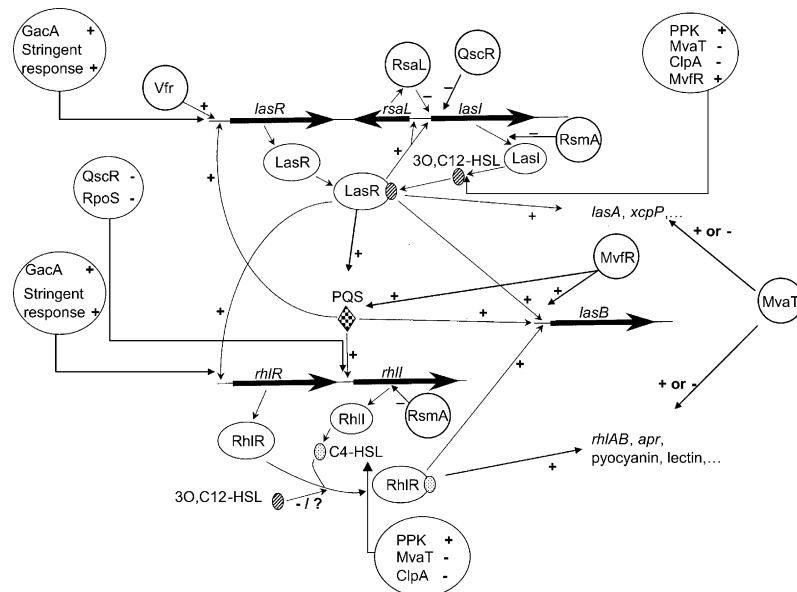 GacA +
Stringent
response +
Vfr
+
lasR
RsaL
QscR
–
–
rsaL
lasI
PPK +
MvaT -
ClpA -
MvfR +
LasR
+
–
RsmA
LasI
3O,C12-HSL
LasR
QscR -
RpoS -
+
+
lasA, xcpP,...
+ or -
GacA +
Stringent
response +
+
MvfR
MvaT
PQS
+
+
+
+
lasB
+
+
rhlR
rhlI
+
+ or -
RhlI
–
RsmA
RhlR
C4-HSL
rhlAB, apr,
pyocyanin, lectin,...
+
RhlR
3O,C12-HSL
- / ?
PPK +
MvaT -
ClpA -